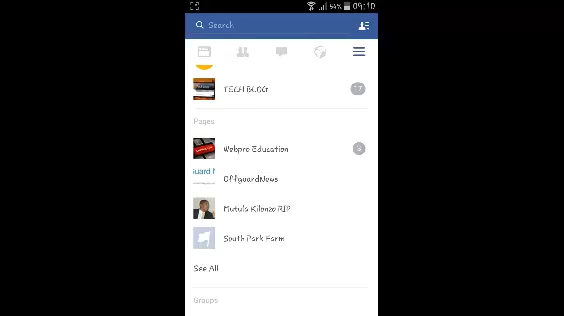 54% 09:10
Search
TECH BLOG
17
Pages
Webpro Education
OffguardNews
Mutula Kilonzo RIP
South Park Farm
See All
Groups